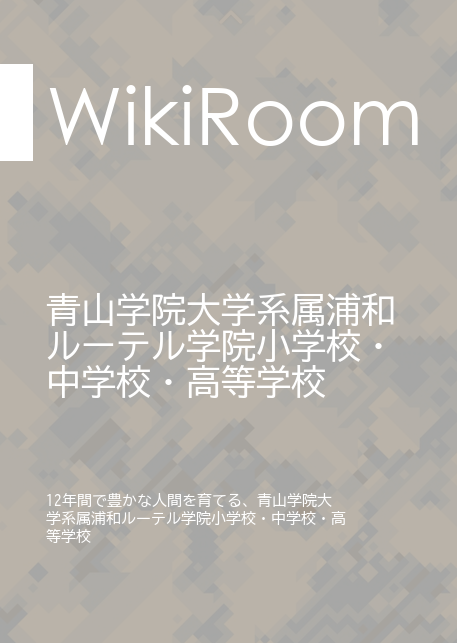 WikiRoom
青山学院大学系属浦和
ルーテル学院小学校・
中学校・高等学校
12年間で豊かな人間を育てる、青山学院大
学系属浦和ルーテル学院小学校・中学校・高
等学校